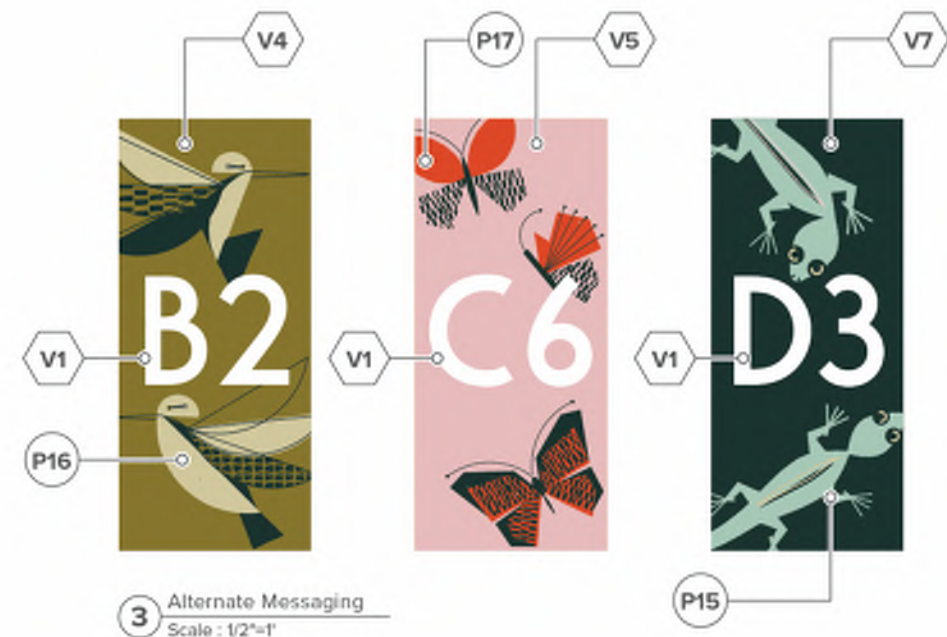 V4
P17
V5
V7
B2
C6
D3
V1
V1
V1
P16
P15
3
Alternate Messaging
Scale : 1/2"=1'